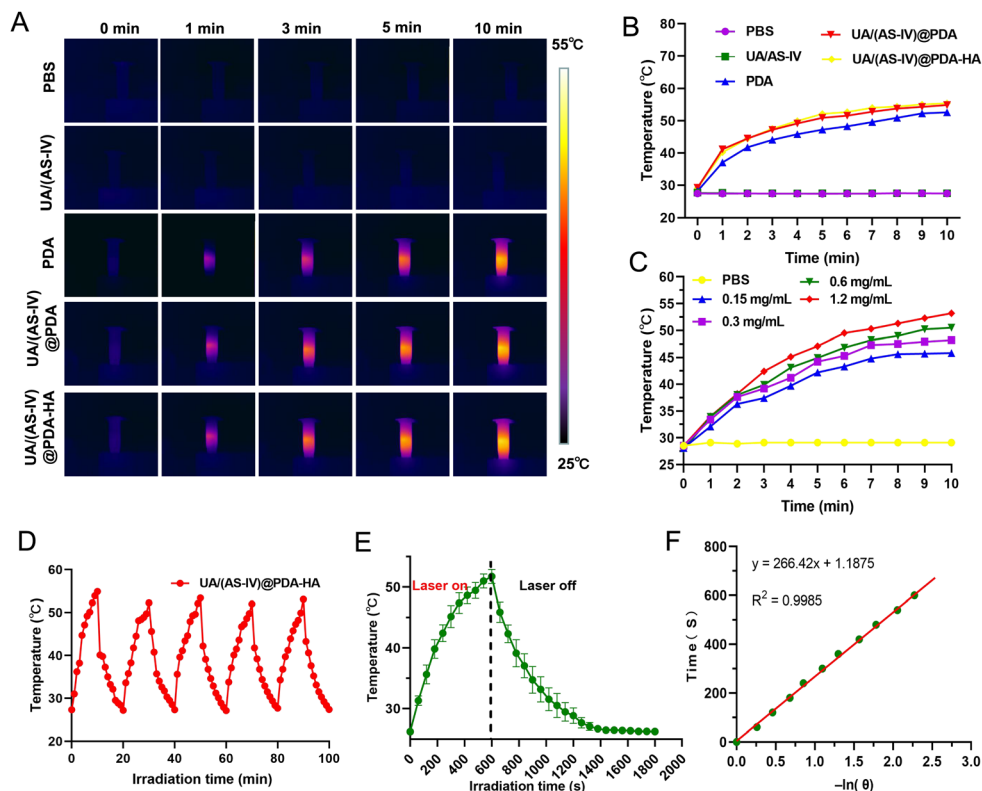 A
0 min 1 min 3 min 5 min 10 min
PBS
UA/(AS-IV)
PDA
UA/(AS-IV)
@PDA
UA/(AS-IV)
@PDA-HA
55℃
25℃
B
PBS
UA/AS-IV
PDA
UA/(AS-IV)@PDA
UA/(AS-IV)@PDA-HA
Temperature (℃)
80
70
60
50
40
30
20
0 1 2 3 4 5 6 7 8 9 10
Time (min)
C
PBS
0.15 mg/mL
0.3 mg/mL
0.6 mg/mL
1.2 mg/mL
Temperature (℃)
60
55
50
45
40
35
30
25
0 1 2 3 4 5 6 7 8 9 10
Time (min)
D
UA/(AS-IV)@PDA-HA
Temperature (℃)
60
50
40
30
20
0 20 40 60 80 100
Irradiation time (min)
E
Laser on
Laser off
Temperature (℃)
50
30
0 200 400 600 800 1000 1200 1400 1600 1800 2000
Irradiation time (s)
F
y = 266.42x + 1.1875
R² = 0.9985
Time( S)
800
600
400
200
0
0.0 0.5 1.0 1.5 2.0 2.5 3.0
–ln( θ)